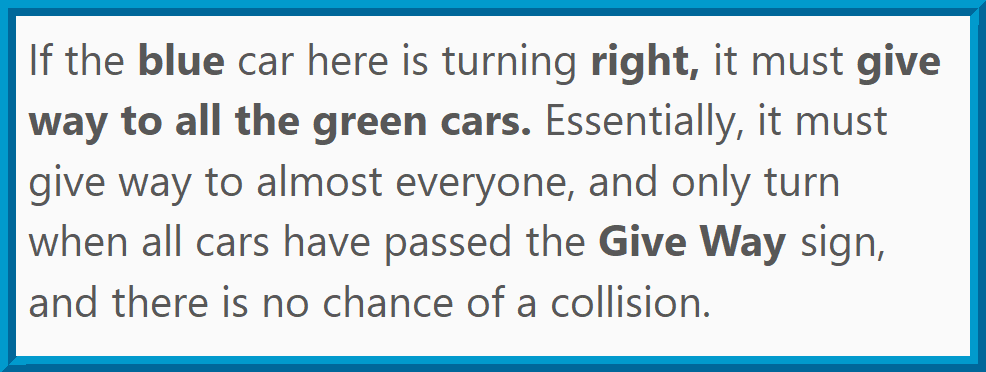 If the blue car here is turning right, it must give
way to all the green cars. Essentially, it must
give way to almost everyone, and only turn
when all cars have passed the Give Way sign,
and there is no chance of a collision.